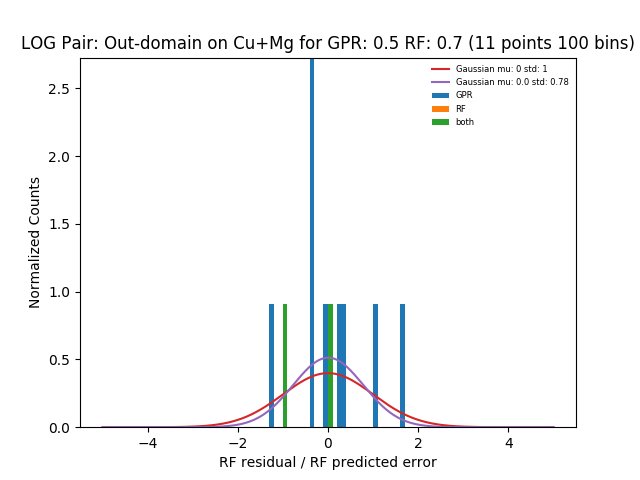 LOG Pair: Out-domain on Cu+Mg for GPR: 0.5 RF: 0.7 (11 points 100 bins)
Gaussian mu: 0 std: 1
Gaussian mu: 0.0 std: 0.78
GPR
RF
both
2.5
2.0
1.5
1.0
0.5
0.0
Normalized Counts
−4
−2
0
2
4
RF residual / RF predicted error